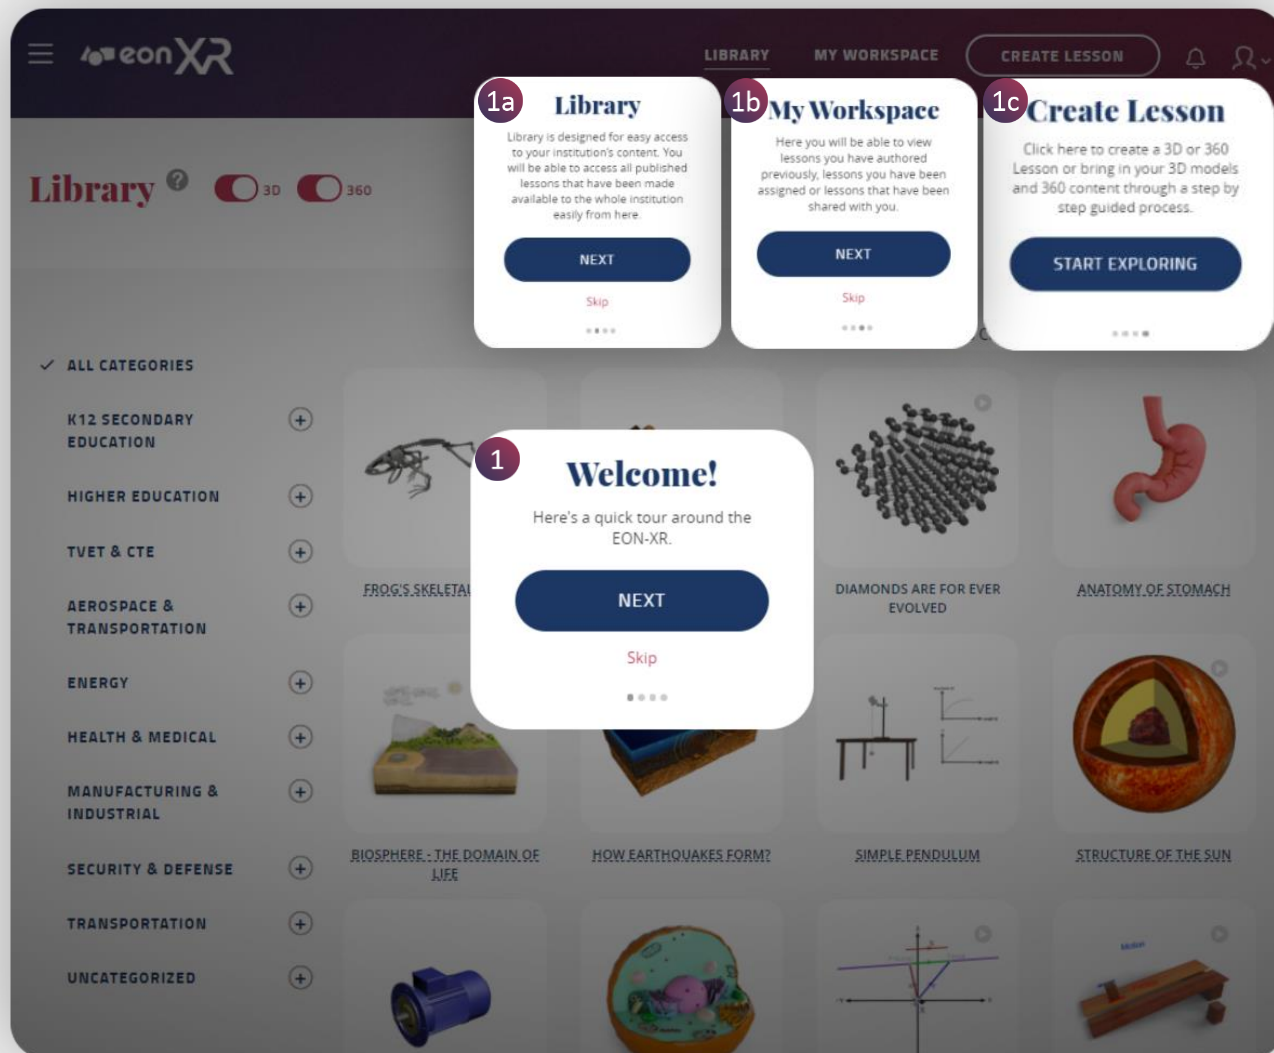 eonXR
LIBRARY
MY WORKSPACE
CREATE LESSON
Library ?
3D
360
1a
Library
Library is designed for easy access
to your institution's content. You
will be able to access all published
lessons that have been made
available to the whole institution
easily from here.
NEXT
Skip
1b
My Workspace
Here you will be able to view
lessons you have authored
previously, lessons you have been
assigned or lessons that have been
shared with you.
NEXT
Skip
1c
Create Lesson
Click here to create a 3D or 360
Lesson or bring in your 3D models
and 360 content through a step by
step guided process.
START EXPLORING
ALL CATEGORIES
K12 SECONDARY
EDUCATION
HIGHER EDUCATION
TVET & CTE
AEROSPACE &
TRANSPORTATION
ENERGY
HEALTH & MEDICAL
MANUFACTURING &
INDUSTRIAL
SECURITY & DEFENSE
TRANSPORTATION
UNCATEGORIZED
1
Welcome!
Here's a quick tour around the
EON-XR.
NEXT
Skip
FROG'S SKELETAL
DIAMONDS ARE FOR EVER
EVOLVED
ANATOMY OF STOMACH
BIOSPHERE - THE DOMAIN OF
LIFE
HOW EARTHQUAKES FORM?
SIMPLE PENDULUM
STRUCTURE OF THE SUN
Motion